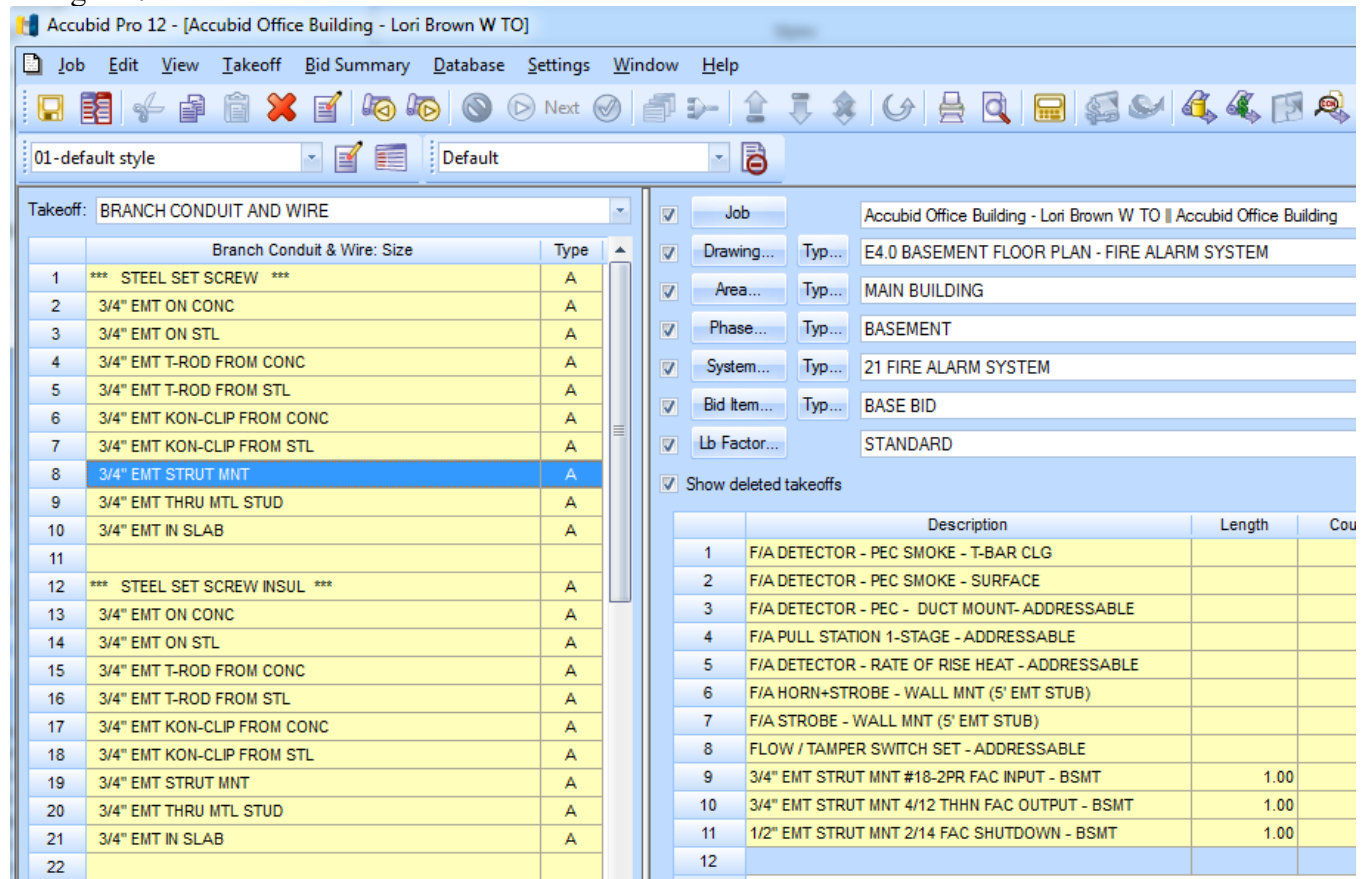 Accubid Pro 12 - [Accubid Office Building - Lori Brown W TO]
Job Edit View Takeoff Bid Summary Database Settings Window Help
Next
01-default style Default
Takeoff: BRANCH CONDUIT AND WIRE
Branch Conduit & Wire: Size Type
1 *** STEEL SET SCREW *** A
2 3/4" EMT ON CONC A
3 3/4" EMT ON STL A
4 3/4" EMT T-ROD FROM CONC A
5 3/4" EMT T-ROD FROM STL A
6 3/4" EMT KON-CLIP FROM CONC A
7 3/4" EMT KON-CLIP FROM STL A
8 3/4" EMT STRUT MNT A
9 3/4" EMT THRU MTL STUD A
10 3/4" EMT IN SLAB A
11
12 *** STEEL SET SCREW INSUL *** A
13 3/4" EMT ON CONC A
14 3/4" EMT ON STL A
15 3/4" EMT T-ROD FROM CONC A
16 3/4" EMT T-ROD FROM STL A
17 3/4" EMT KON-CLIP FROM CONC A
18 3/4" EMT KON-CLIP FROM STL A
19 3/4" EMT STRUT MNT A
20 3/4" EMT THRU MTL STUD A
21 3/4" EMT IN SLAB A
22
Job Accubid Office Building - Lori Brown W TO || Accubid Office Building
Drawing... Typ... E4.0 BASEMENT FLOOR PLAN - FIRE ALARM SYSTEM
Area... Typ... MAIN BUILDING
Phase... Typ... BASEMENT
System... Typ... 21 FIRE ALARM SYSTEM
Bid Item... Typ... BASE BID
Lb Factor... STANDARD
Show deleted takeoffs
Description Length Cou
1 F/A DETECTOR - PEC SMOKE - T-BAR CLG
2 F/A DETECTOR - PEC SMOKE - SURFACE
3 F/A DETECTOR - PEC - DUCT MOUNT- ADDRESSABLE
4 F/A PULL STATION 1-STAGE - ADDRESSABLE
5 F/A DETECTOR - RATE OF RISE HEAT - ADDRESSABLE
6 F/A HORN+STROBE - WALL MNT (5' EMT STUB)
7 F/A STROBE - WALL MNT (5' EMT STUB)
8 FLOW / TAMPER SWITCH SET - ADDRESSABLE
9 3/4" EMT STRUT MNT #18-2PR FAC INPUT - BSMT 1.00
10 3/4" EMT STRUT MNT 4/12 THHN FAC OUTPUT - BSMT 1.00
11 1/2" EMT STRUT MNT 2/14 FAC SHUTDOWN - BSMT 1.00
12